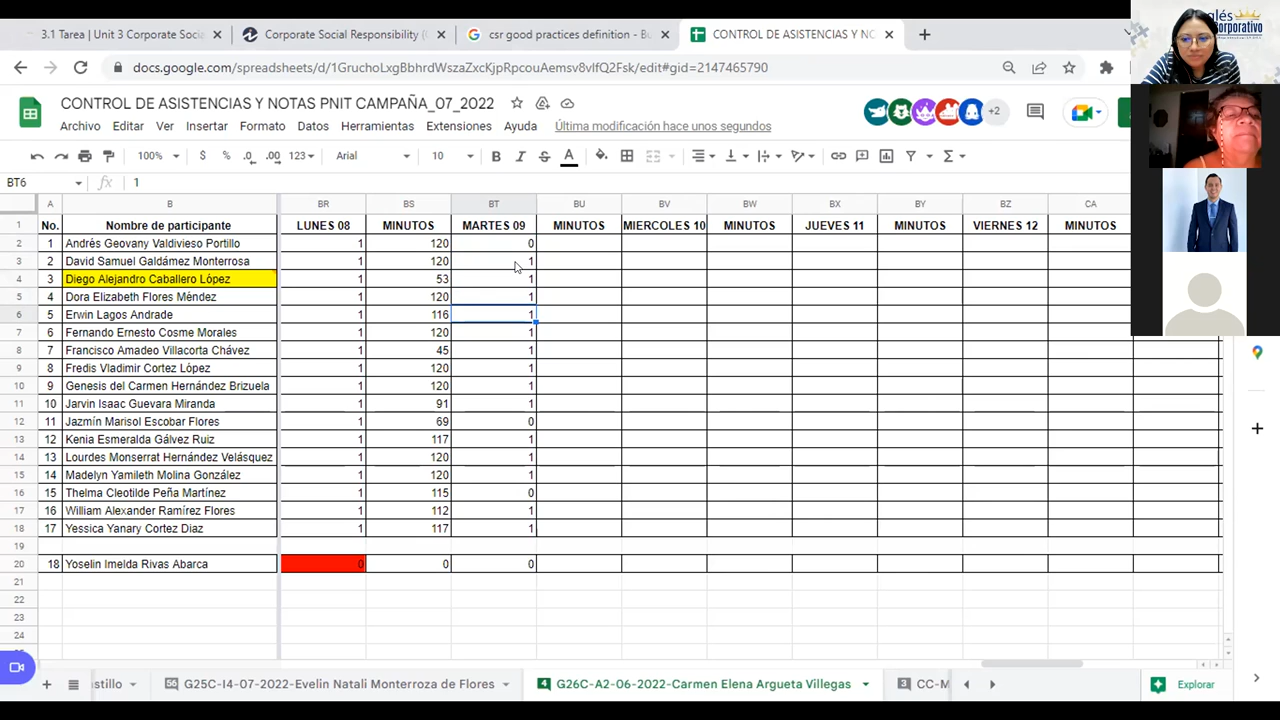 3.1 Tarea | Unit 3 Corporate Social
Corporate Social Responsibility (
csr good practices definition - Bu
CONTROL DE ASISTENCIAS Y NO
docs.google.com/spreadsheets/d/1GruchoLxgBbhrdWszaZxcKjpRpxouAemsv8vlfQ2Fsk/edit#gid=2147465790
CONTROL DE ASISTENCIAS Y NOTAS PNIT CAMPAÑA_07_2022
+2
Archivo Editar Ver Insertar Formato Datos Herramientas Extensiones Ayuda Última modificación hace unos segundos
100% $ % .0 .00 123 Arial 10 B I S A
BT6 fx 1
A B BR BS BT BU BV BW BX BY BZ CA
1 No. Nombre de participante LUNES 08 MINUTOS MARTES 09 MINUTOS MIERCOLES 10 MINUTOS JUEVES 11 MINUTOS VIERNES 12 MINUTOS
2 1 Andrés Geovany Valdivieso Portillo 1 120 0
3 2 David Samuel Galdámez Monterrosa 1 120 1
4 3 Diego Alejandro Caballero López 1 53 1
5 4 Dora Elizabeth Flores Méndez 1 120 1
6 5 Erwin Lagos Andrade 1 116 1
7 6 Fernando Ernesto Cosme Morales 1 120 1
8 7 Francisco Amadeo Villacorta Chávez 1 45 1
9 8 Fredis Vladimir Cortez López 1 120 1
10 9 Genesis del Carmen Hernández Brizuela 1 120 1
11 10 Jarvin Isaac Guevara Miranda 1 91 1
12 11 Jazmín Marisol Escobar Flores 1 69 0
13 12 Kenia Esmeralda Gálvez Ruiz 1 117 1
14 13 Lourdes Monserrat Hernández Velásquez 1 120 1
15 14 Madelyn Yamileth Molina González 1 120 1
16 15 Thelma Cleotilde Peña Martínez 1 115 0
17 16 William Alexander Ramírez Flores 1 112 1
18 17 Yessica Yanary Cortez Diaz 1 117 1
19
20 18 Yoselin Imelda Rivas Abarca 0 0 0
21
22
23
24
astillo
56 G25C-I4-07-2022-Evelin Natali Monterroza de Flores
4 G26C-A2-06-2022-Carmen Elena Argueta Villegas
3 CC-M
Explorar